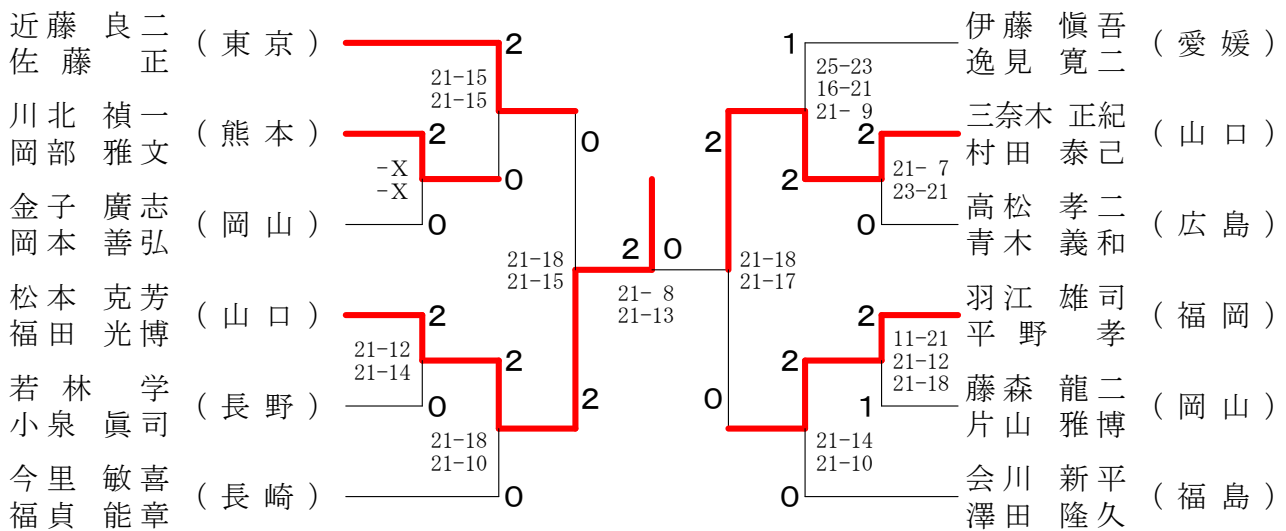 近藤 良二
佐藤 正
(東京)
川北 禎一
岡部 雅文
(熊本)
金子 廣志
岡本 善弘
(岡山)
松本 克芳
福田 光博
(山口)
若林 学
小泉 眞司
(長野)
今里 敏喜
福貞 能章
(長崎)
2
21-15
21-15
2
-X
-X
0
0
0
21-18
21-15
2
21-12
21-14
0
2
2
21-18
21-10
0
2
0
21- 8
21-13
1
25-23
16-21
21- 9
2
2
2
21- 7
23-21
0
21-18
21-17
2
11-21
21-12
21-18
2
0
1
21-14
21-10
0
伊藤 愼吾
逸見 寛二
(愛媛)
三奈木 正紀
村田 泰己
(山口)
高松 孝二
青木 義和
(広島)
羽江 雄司
平野 孝
(福岡)
藤森 龍二
片山 雅博
(岡山)
会川 新平
澤田 隆久
(福島)